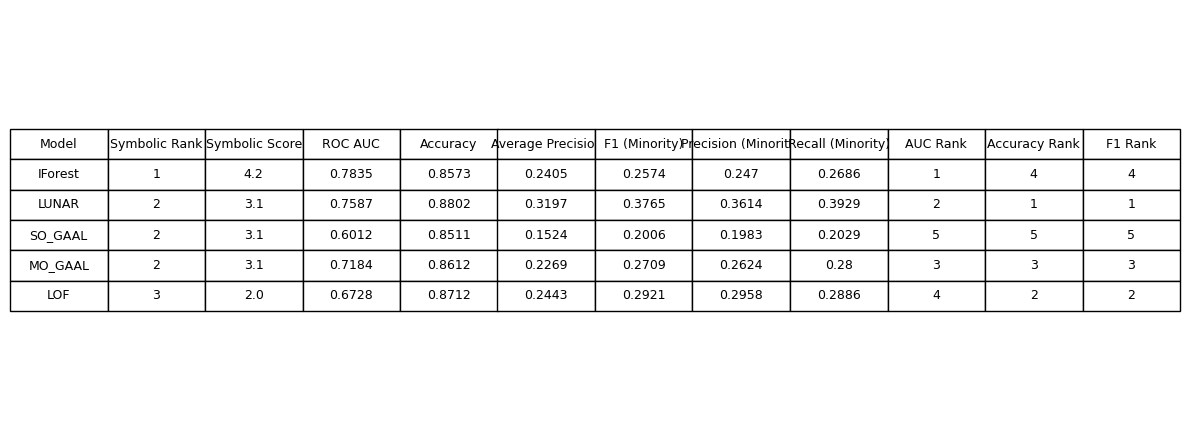 Model Symbolic Rank Symbolic Score ROC AUC Accuracy Average Precisio F1 (Minority) Precision (Minorit Recall (Minority) AUC Rank Accuracy Rank F1 Rank
IForest 1 4.2 0.7835 0.8573 0.2405 0.2574 0.247 0.2686 1 4 4
LUNAR 2 3.1 0.7587 0.8802 0.3197 0.3765 0.3614 0.3929 2 1 1
SO_GAAL 2 3.1 0.6012 0.8511 0.1524 0.2006 0.1983 0.2029 5 5 5
MO_GAAL 2 3.1 0.7184 0.8612 0.2269 0.2709 0.2624 0.28 3 3 3
LOF 3 2.0 0.6728 0.8712 0.2443 0.2921 0.2958 0.2886 4 2 2